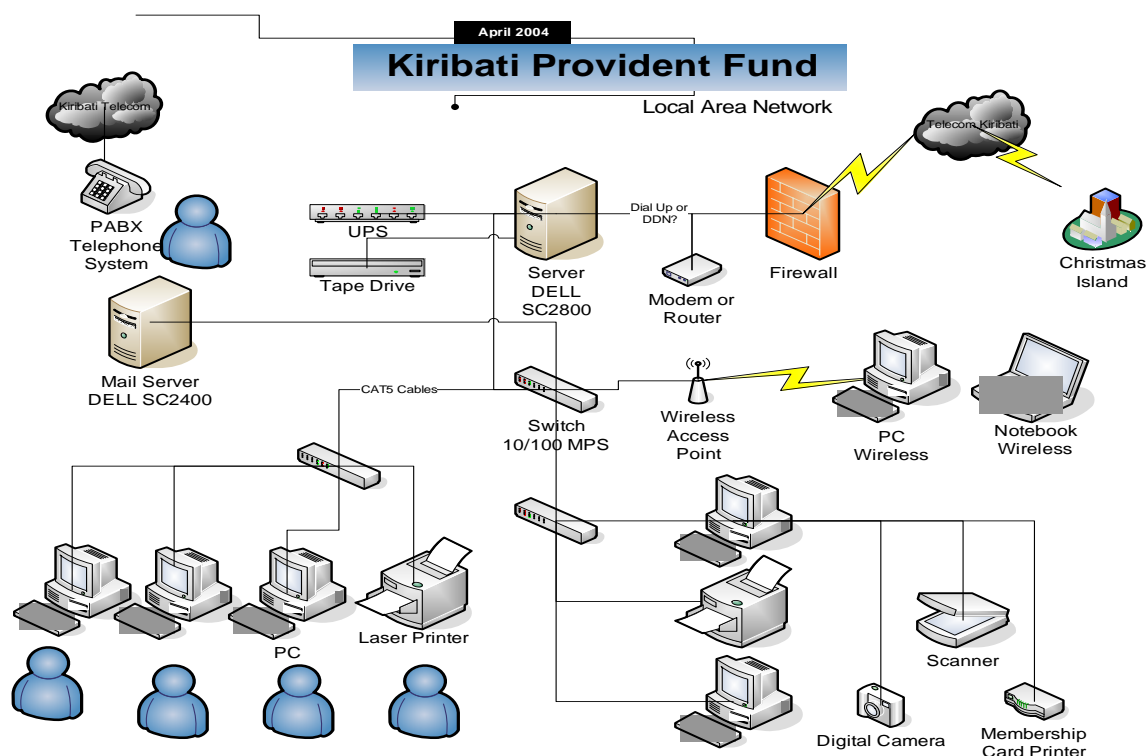 April 2004
Kiribati Provident Fund
Local Area Network
Kiribati Telecom
Telecom Kiribati
PABX
Telephone
System
UPS
Tape Drive
Server
DELL
SC2800
Dial Up or
DDN?
Modem or
Router
Firewall
Christmas
Island
Mail Server
DELL SC2400
CAT5 Cables
Switch
10/100 MPS
Wireless
Access
Point
PC
Wireless
Notebook
Wireless
PC
Laser Printer
Scanner
Digital Camera
Membership
Card Printer